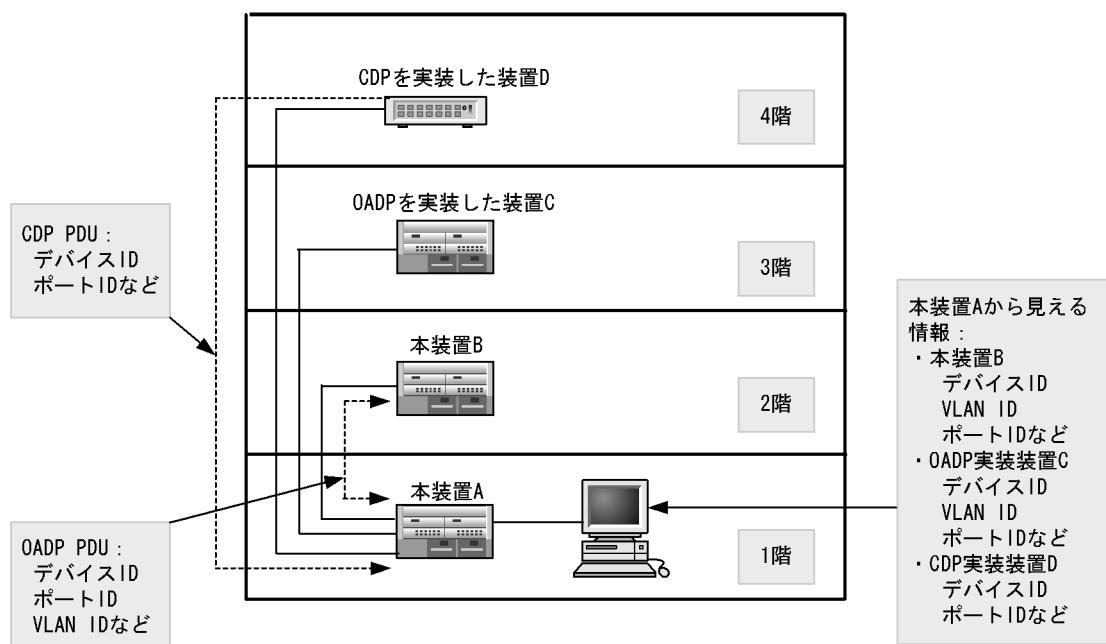 CDPを実装した装置D
4階
OADPを実装した装置C
3階
CDP PDU：
デバイスID
ポートIDなど
本装置B
2階
本装置A
1階
OADP PDU：
デバイスID
ポートID
VLAN IDなど
本装置Aから見える
情報：
・本装置B
デバイスID
VLAN ID
ポートIDなど
・OADP実装装置C
デバイスID
VLAN ID
ポートIDなど
・CDP実装装置D
デバイスID
ポートIDなど